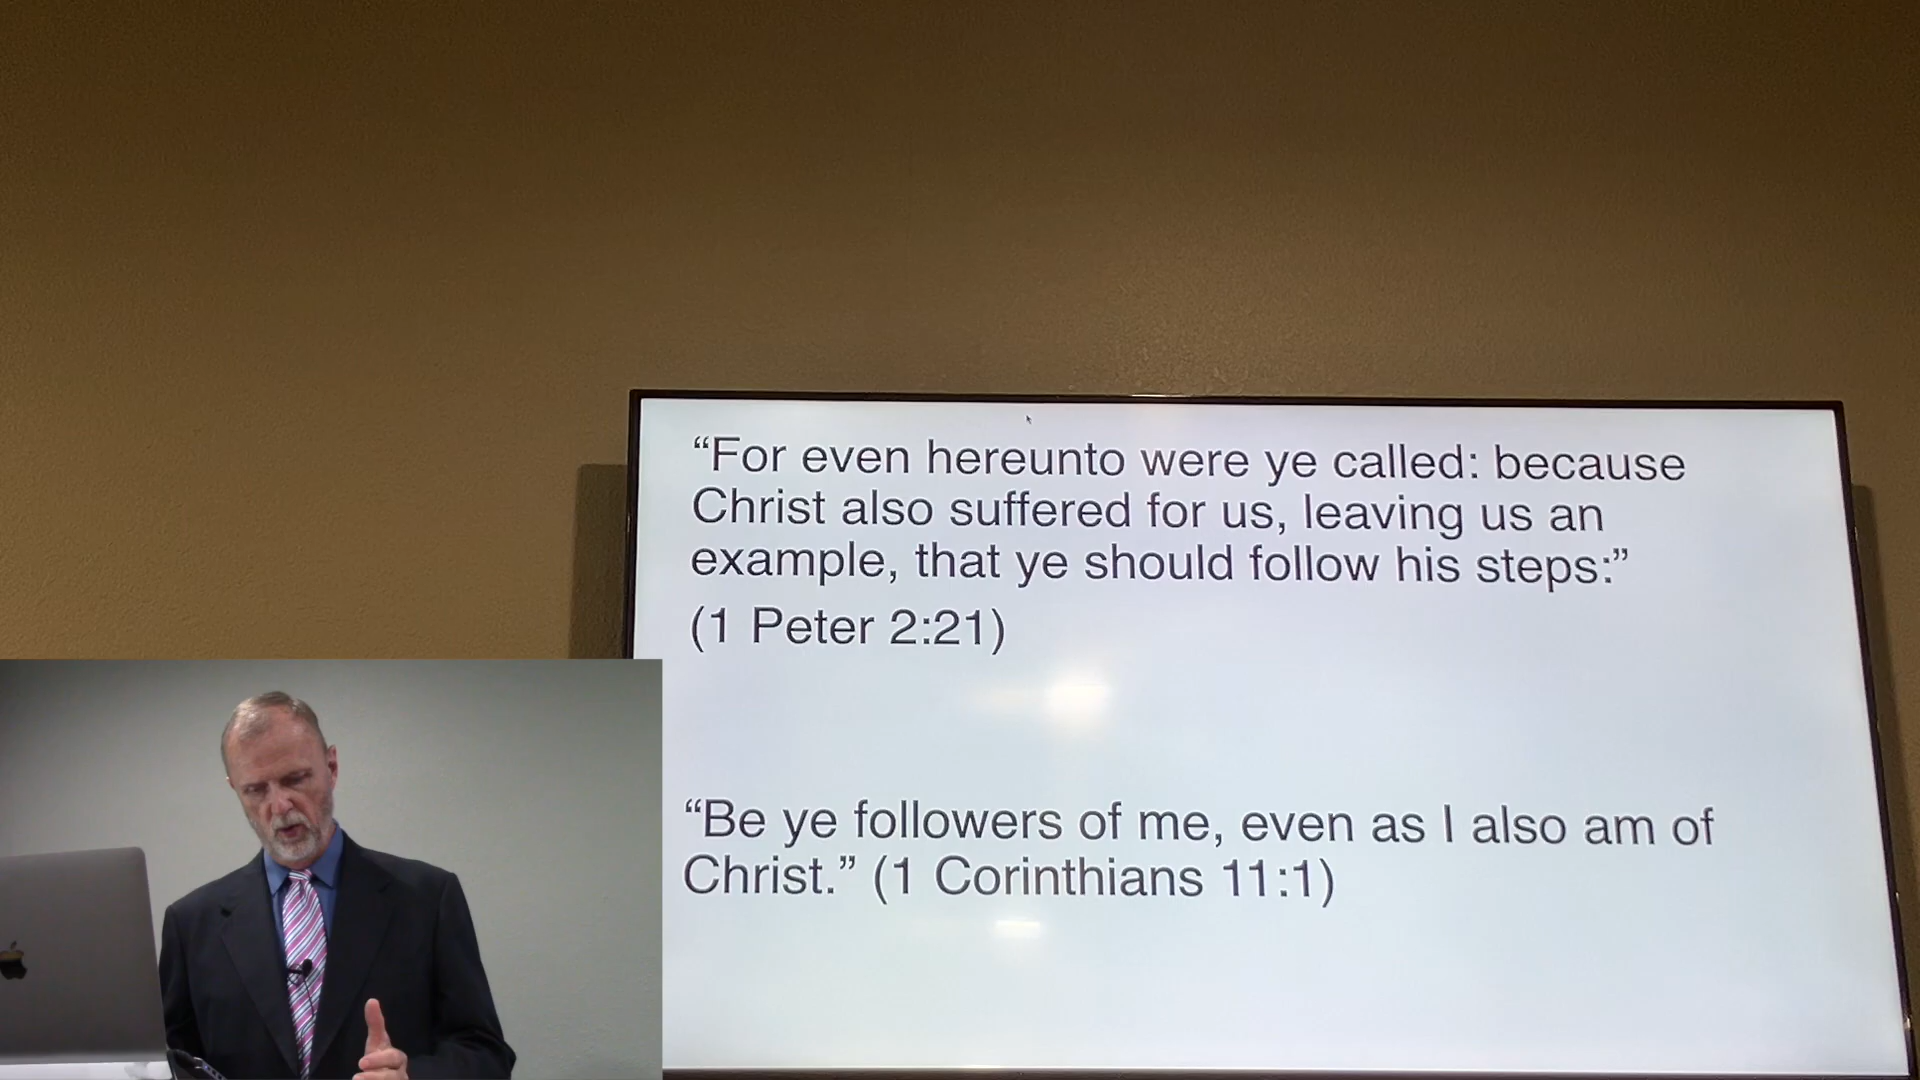 “For even hereunto were ye called: because
Christ also suffered for us, leaving us an
example, that ye should follow his steps:”
(1 Peter 2:21)
“Be ye followers of me, even as I also am of
Christ.” (1 Corinthians 11:1)